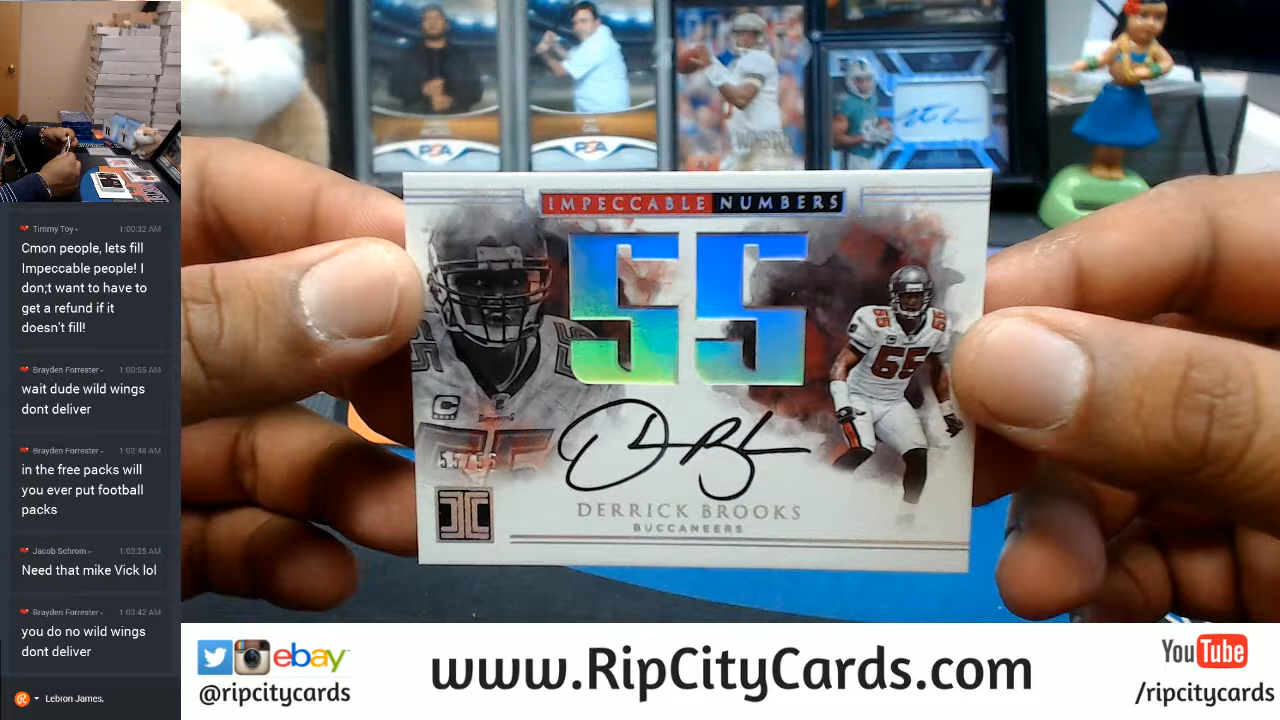 Timmy Toy- 1:00:32 AM
Cmon people, lets fill
Impeccable people! I
don;t want to have to
get a refund if it
doesn't fill!
Brayden Forrester- 1:00:55 AM
wait dude wild wings
dont deliver
Brayden Forrester- 1:02:48 AM
in the free packs will
you ever put football
packs
Jacob Schrom- 1:03:25 AM
Need that mike Vick lol
Brayden Forrester- 1:03:42 AM
you do no wild wings
dont deliver
Lebron James.
IMPECCABLE NUMBERS
55
55
55/55
DERRICK BROOKS
BUCCANEERS
ebay
@ripcitycards
www.RipCityCards.com
YouTube
/ripcitycards